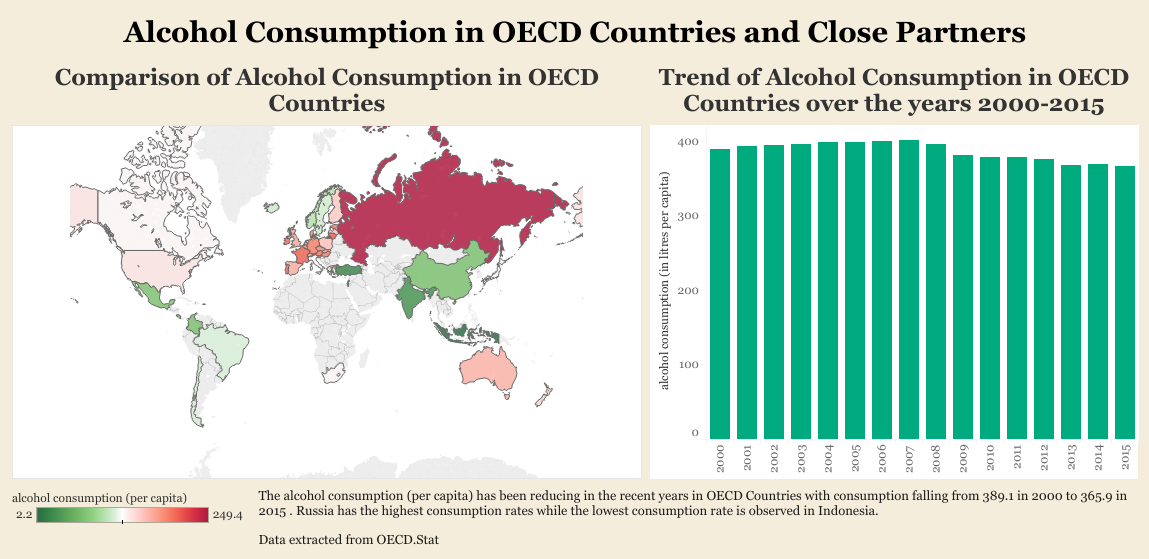 Alcohol Consumption in OECD Countries and Close Partners
Comparison of Alcohol Consumption in OECD
Countries
Trend of Alcohol Consumption in OECD
Countries over the years 2000-2015
alcohol consumption (in litres per capita)
400
300
200
100
0
2000
2001
2002
2003
2004
2005
2006
2007
2008
2009
2010
2011
2012
2013
2014
2015
alcohol consumption (per capita)
2.2
249.4
The alcohol consumption (per capita) has been reducing in the recent years in OECD Countries with consumption falling from 389.1 in 2000 to 365.9 in
2015 . Russia has the highest consumption rates while the lowest consumption rate is observed in Indonesia.
Data extracted from OECD.Stat